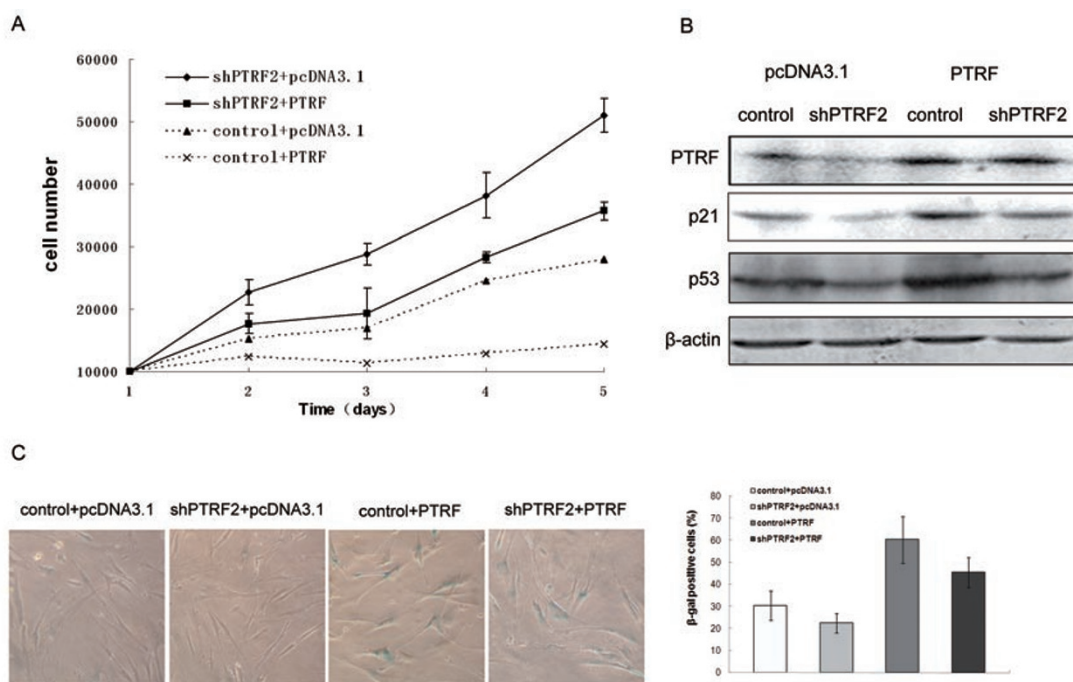 A
60000
50000
40000
30000
20000
10000
cell number
shPTRF2+pcDNA3.1
shPTRF2+PTRF
control+pcDNA3.1
control+PTRF
1 2 3 4 5
Time (days)
B
pcDNA3.1 PTRF
control shPTRF2 control shPTRF2
PTRF
p21
p53
β-actin
C
control+pcDNA3.1 shPTRF2+pcDNA3.1 control+PTRF shPTRF2+PTRF
β-gal positive cells (%)
80
70
60
50
40
30
20
10
0
control+pcDNA3.1
shPTRF2+pcDNA3.1
control+PTRF
shPTRF2+PTRF